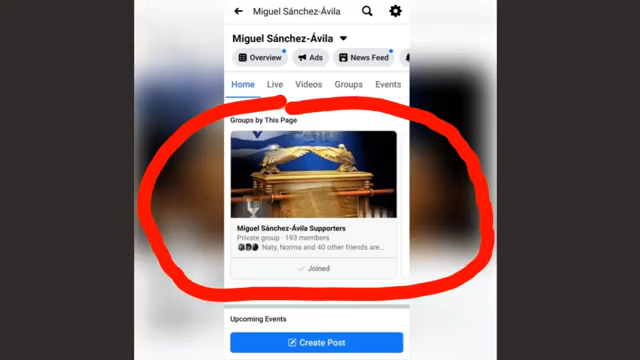 Miguel Sánchez-Ávila
Miguel Sánchez-Ávila
Overview Ads News Feed
Home Live Videos Groups Events
Groups by This Page
Miguel Sánchez-Ávila Supporters
Private group · 193 members
Naty, Norma and 40 other friends are...
Joined
Upcoming Events
Create Post